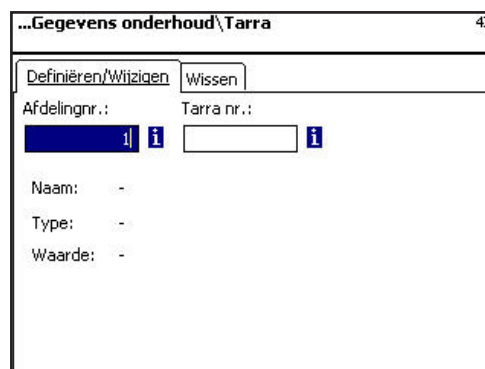 ...Gegevens onderhoud\Tarra
Definiëren/Wijzigen Wissen
Afdelingnr.: Tarra nr.:
1 i i
Naam: -
Type: -
Waarde: -